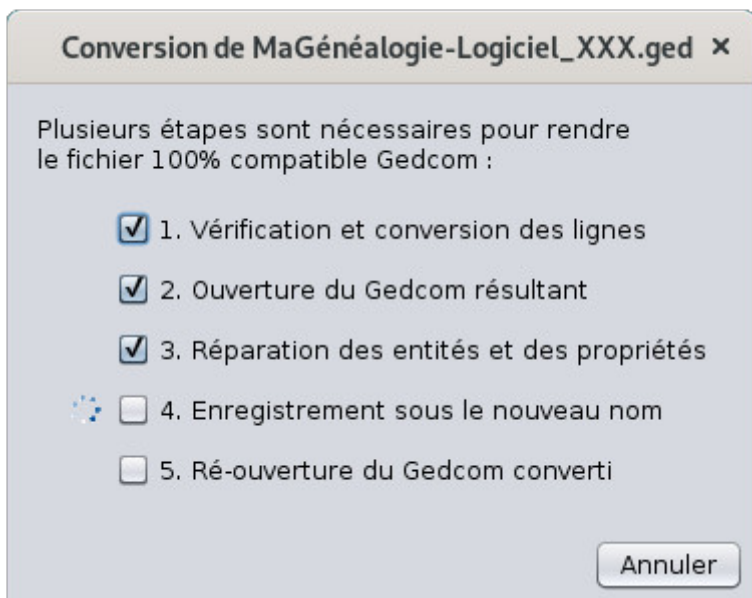 Conversion de MaGénéalogie-Logiciel_XXX.ged ×
Plusieurs étapes sont nécessaires pour rendre
le fichier 100% compatible Gedcom :
1. Vérification et conversion des lignes
2. Ouverture du Gedcom résultant
3. Réparation des entités et des propriétés
4. Enregistrement sous le nouveau nom
5. Ré-ouverture du Gedcom converti
Annuler